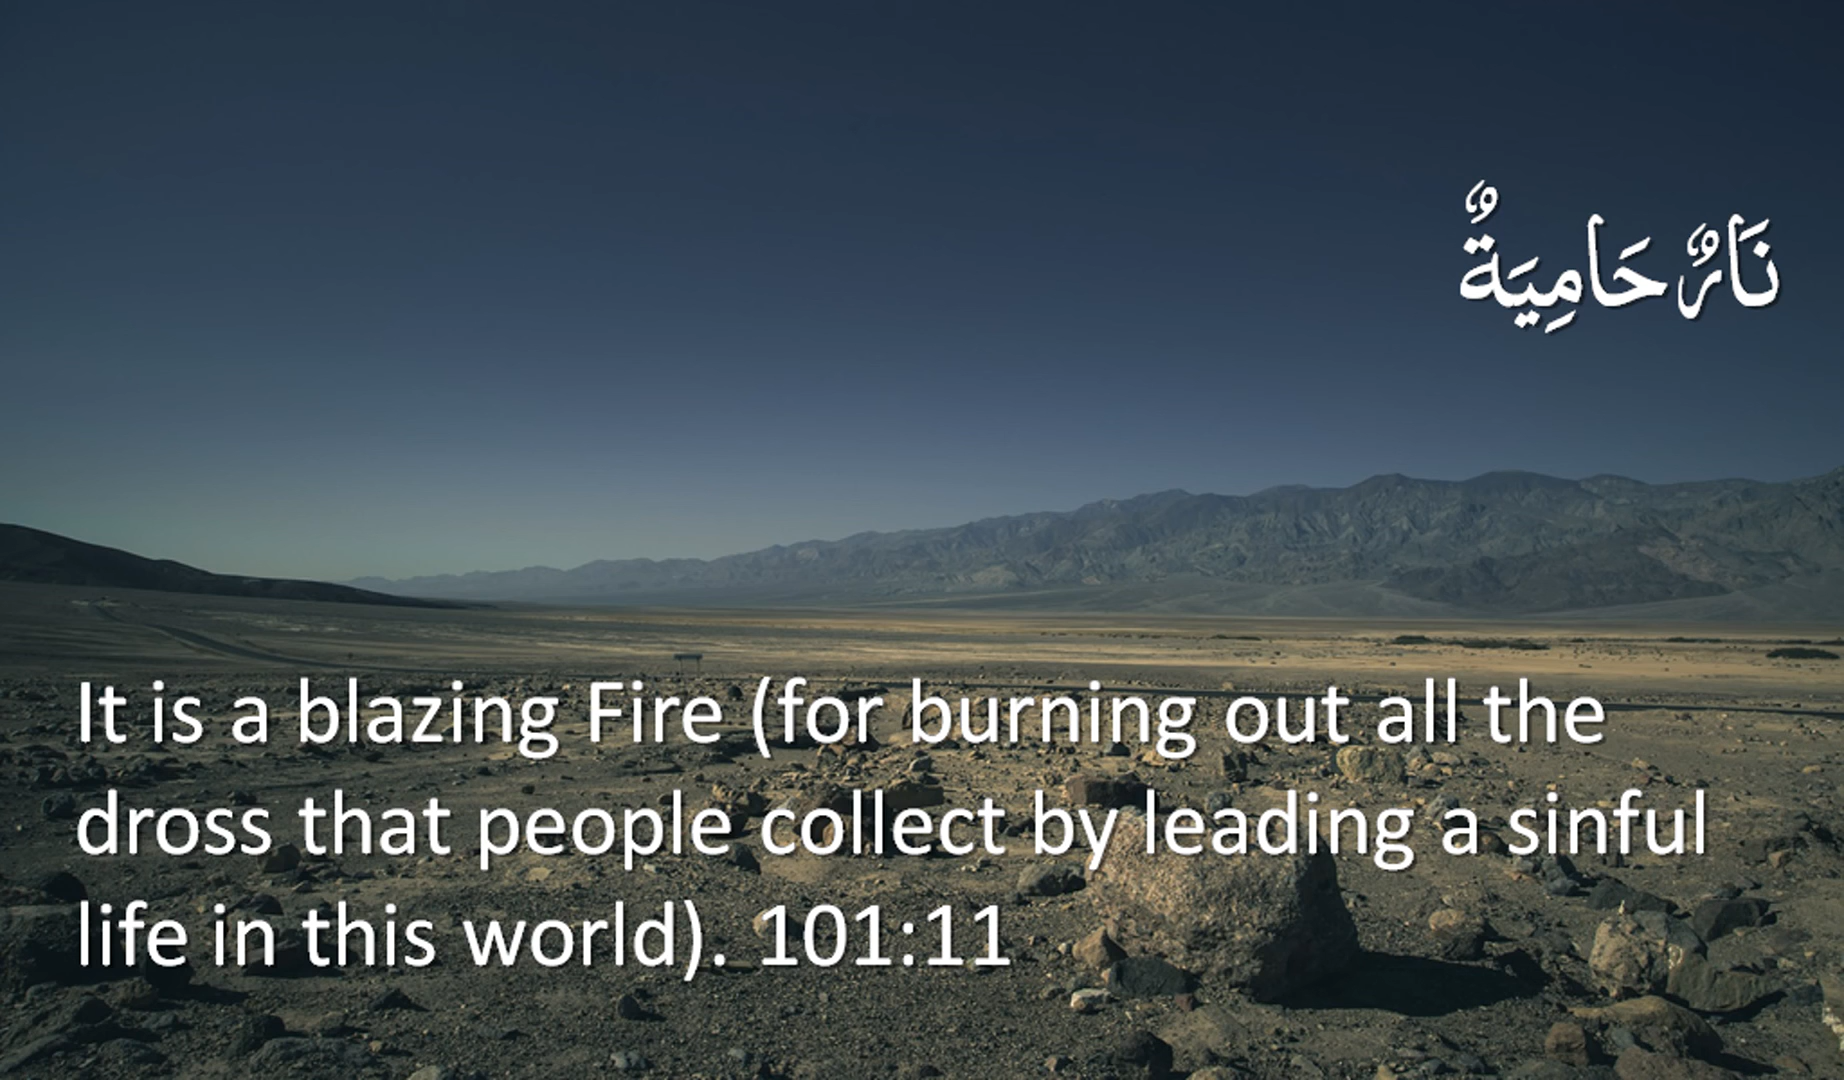 نَارٌ حَامِيَةٌ
It is a blazing Fire (for burning out all the
dross that people collect by leading a sinful
life in this world). 101:11